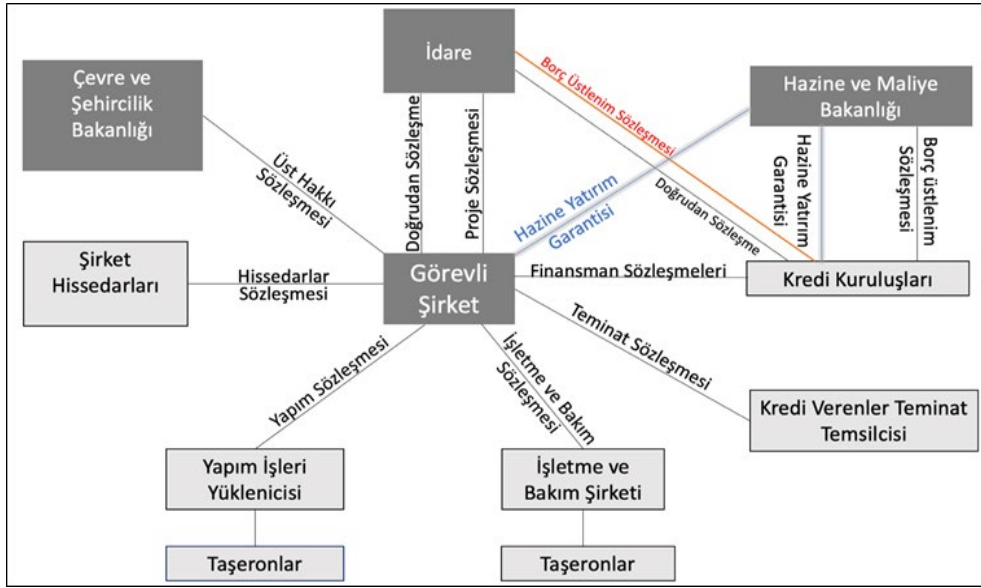 Çevre ve
Şehircilik
Bakanlığı
İdare
Hazine ve Maliye
Bakanlığı
Borç Üstlenim Sözleşmesi
Doğrudan Sözleşme
Üst Hakkı
Sözleşmesi
Doğrudan Sözleşme
Proje Sözleşmesi
Hazine Yatırım
Garantisi
Hazine Yatırım
Garantisi
Borç üstlenim
Sözleşmesi
Şirket
Hissedarları
Hissedarlar
Sözleşmesi
Görevli
Şirket
Finansman Sözleşmeleri
Kredi Kuruluşları
Yapım Sözleşmesi
İşletme ve Bakım
Sözleşmesi
Teminat Sözleşmesi
Kredi Verenler Teminat
Temsilcisi
Yapım İşleri
Yüklenicisi
İşletme ve
Bakım Şirketi
Taşeronlar
Taşeronlar